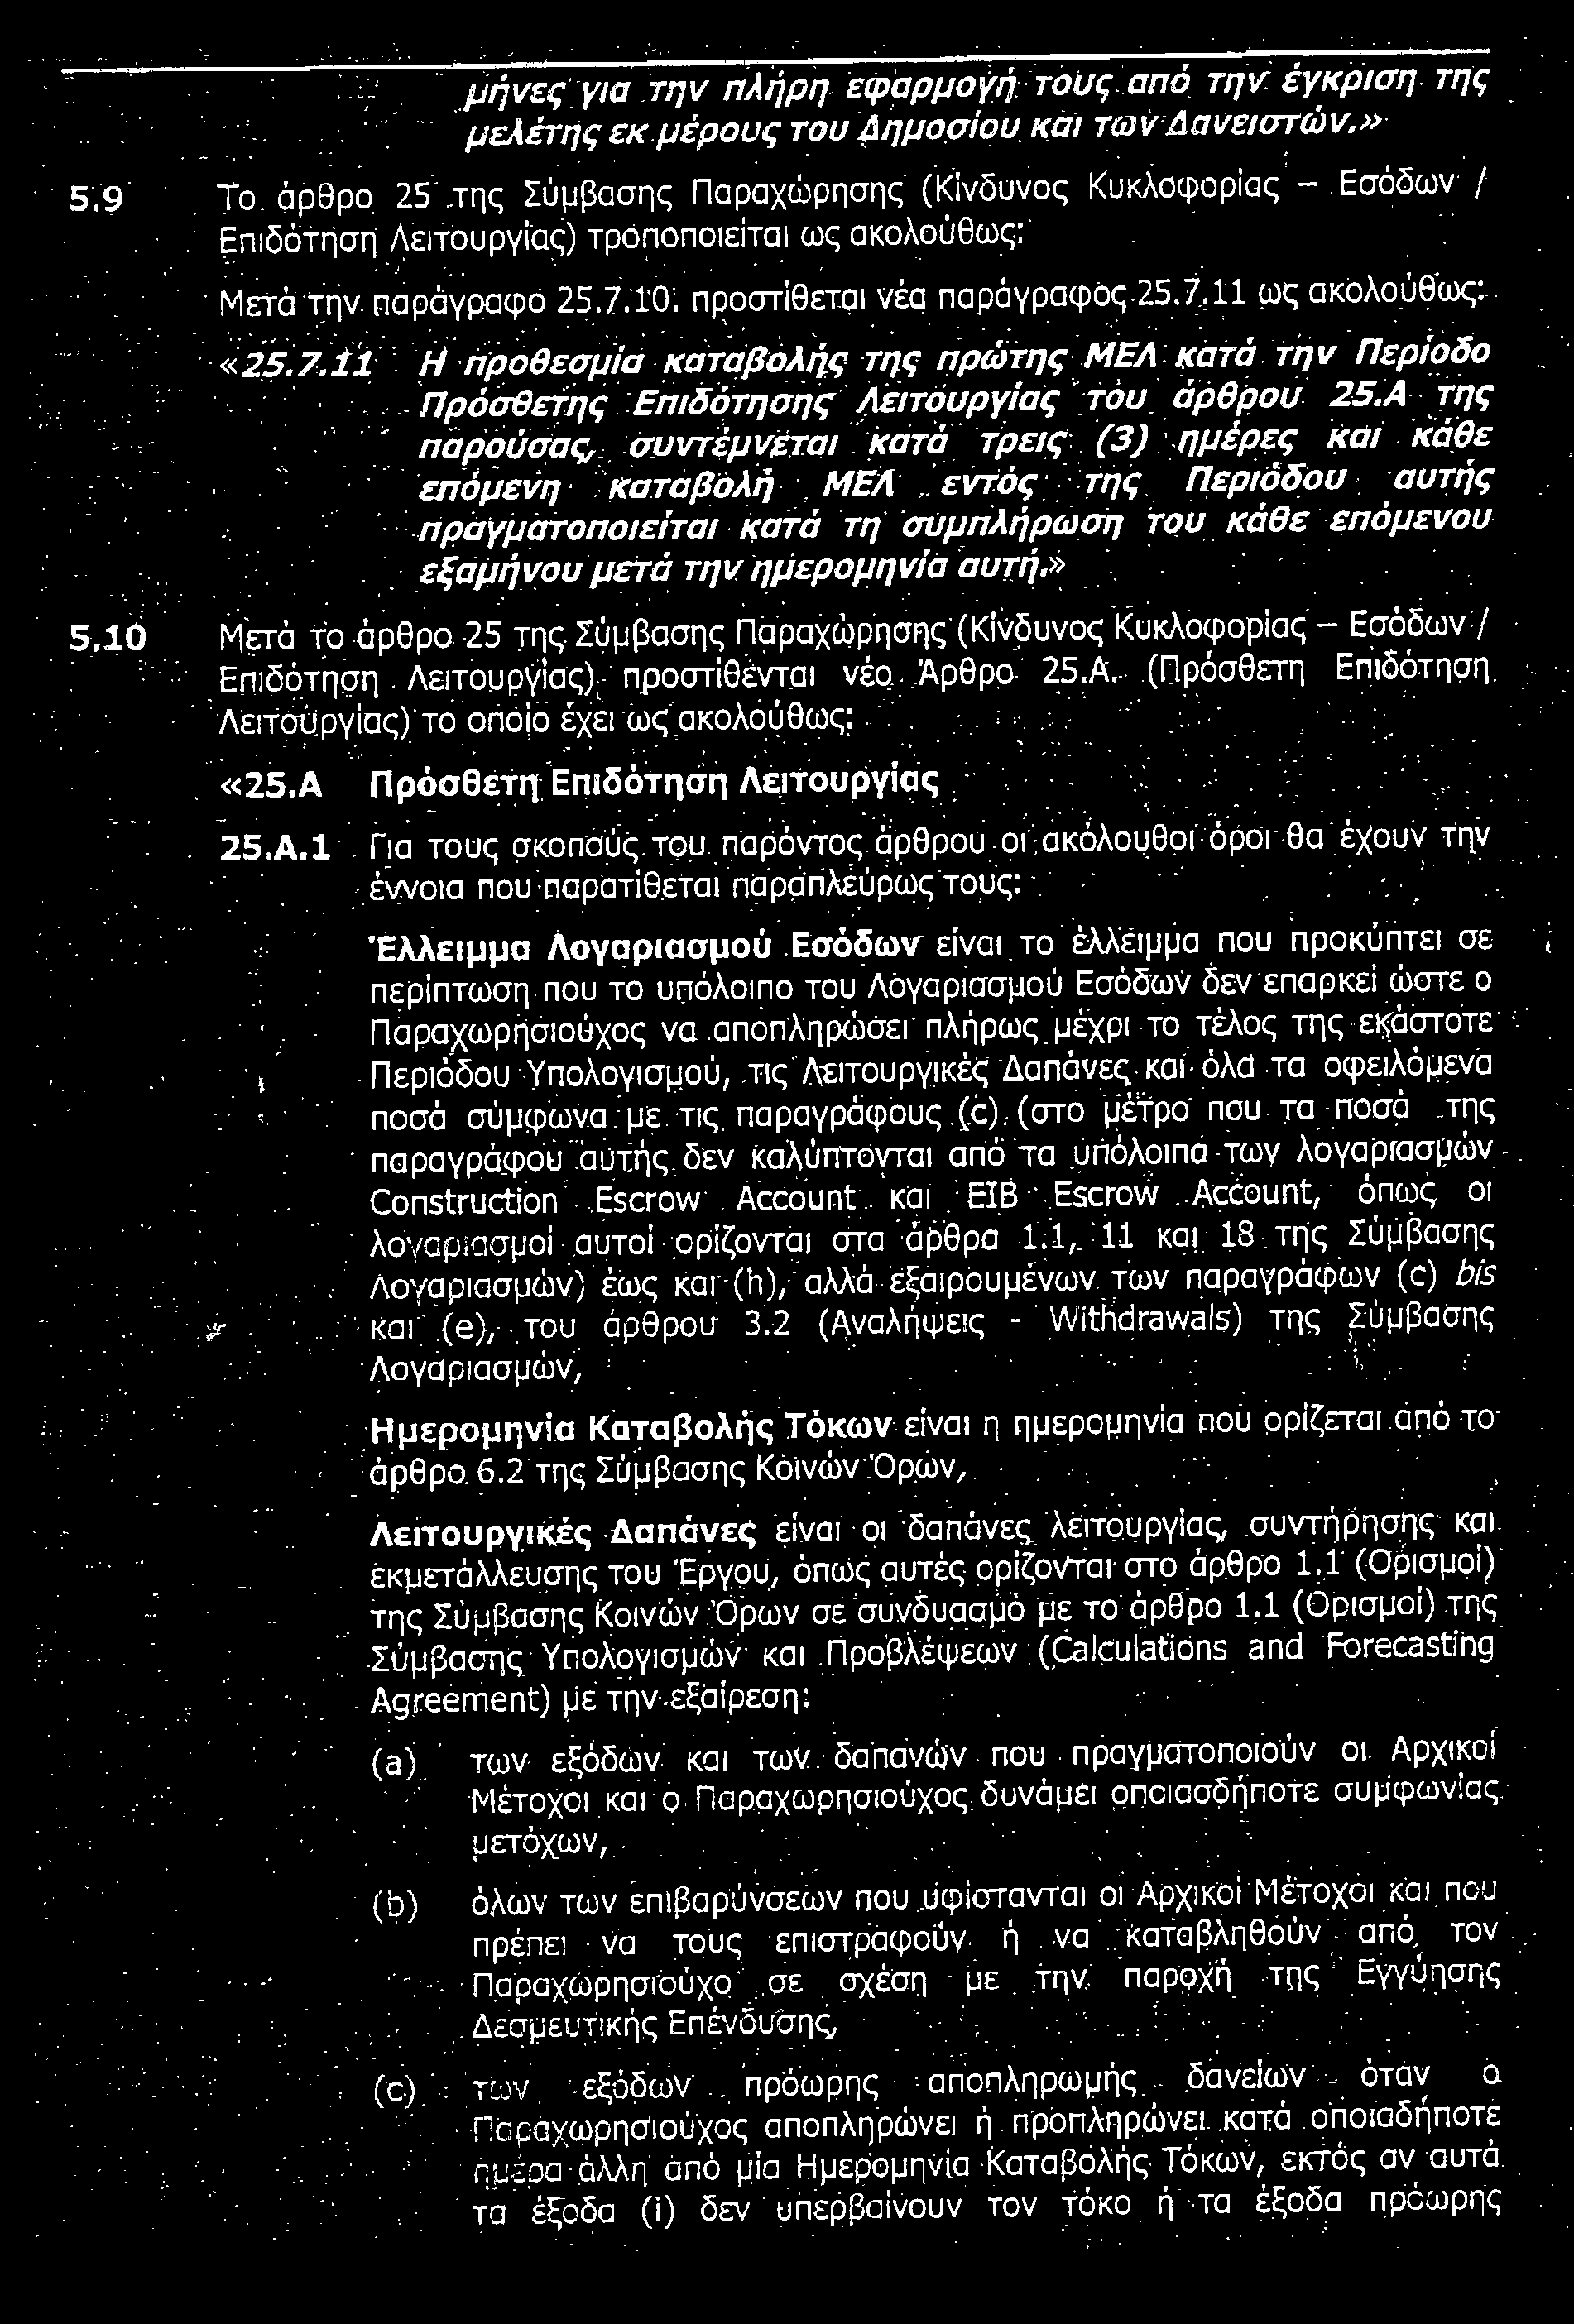 μήνες για την πλήρη εφαρμογή τους από την έγκριση της
μελέτης εκ μέρους του Δημοσίου και των Δανειστών.»
5.9 Το άρθρο 25 της Σύμβασης Παραχώρησης (Κίνδυνος Κυκλοφορίας – Εσόδων /
Επιδότηση Λειτουργίας) τροποποιείται ως ακολούθως:
Μετά την παράγραφο 25.7.10. προστίθεται νέα παράγραφος 25.7.11 ως ακολούθως:
«25.7.11 Η προθεσμία καταβολής της πρώτης ΜΕΛ κατά την Περίοδο
Πρόσθετης Επιδότησης Λειτουργίας του άρθρου 25.Α της
παρούσας, συντέμνεται κατά τρεις (3) ημέρες και κάθε
επόμενη καταβολή ΜΕΛ εντός της Περιόδου αυτής
πραγματοποιείται κατά τη συμπλήρωση του κάθε επόμενου
εξαμήνου μετά την ημερομηνία αυτή.»
5.10 Μετά το άρθρο 25 της Σύμβασης Παραχώρησης (Κίνδυνος Κυκλοφορίας – Εσόδων /
Επιδότηση Λειτουργίας), προστίθενται νέο Άρθρο 25.Α. (Πρόσθετη Επιδότηση
Λειτουργίας) το οποίο έχει ως ακολούθως:
«25.Α Πρόσθετη Επιδότηση Λειτουργίας
25.Α.1 Για τους σκοπούς του παρόντος άρθρου οι ακόλουθοι όροι θα έχουν την
έννοια που παρατίθεται παραπλεύρως τους:
Έλλειμμα Λογαριασμού Εσόδων είναι το έλλειμμα που προκύπτει σε
περίπτωση που το υπόλοιπο του Λογαριασμού Εσόδων δεν επαρκεί ώστε ο
Παραχωρησιούχος να αποπληρώσει πλήρως μέχρι το τέλος της εκάστοτε
Περιόδου Υπολογισμού, τις Λειτουργικές Δαπάνες και όλα τα οφειλόμενα
ποσά σύμφωνα με τις παραγράφους (c) (στο μέτρο που τα ποσά της
παραγράφου αυτής δεν καλύπτονται από τα υπόλοιπα των λογαριασμών
Construction Escrow Account και EIB Escrow Account, όπως οι
λογαριασμοί αυτοί ορίζονται στα άρθρα 1.1, 11 και 18 της Σύμβασης
Λογαριασμών) έως και (h), αλλά εξαιρουμένων των παραγράφων (c) bis
και (e), του άρθρου 3.2 (Αναλήψεις - Withdrawals) της Σύμβασης
Λογαριασμών,
Ημερομηνία Καταβολής Τόκων είναι η ημερομηνία που ορίζεται από το
άρθρο 6.2 της Σύμβασης Κοινών Όρων,
Λειτουργικές Δαπάνες είναι οι δαπάνες λειτουργίας, συντήρησης και
εκμετάλλευσης του Έργου, όπως αυτές ορίζονται στο άρθρο 1.1 (Ορισμοί)
της Σύμβασης Κοινών Όρων σε συνδυασμό με το άρθρο 1.1 (Ορισμοί) της
Σύμβασης Υπολογισμών και Προβλέψεων (Calculations and Forecasting
Agreement) με την εξαίρεση:
(a) των εξόδων και των δαπανών που πραγματοποιούν οι Αρχικοί
Μέτοχοι και ο Παραχωρησιούχος δυνάμει οποιασδήποτε συμφωνίας
μετόχων,
(b) όλων των επιβαρύνσεων που υφίστανται οι Αρχικοί Μέτοχοι και που
πρέπει να τους επιστραφούν ή να καταβληθούν από τον
Παραχωρησιούχο σε σχέση με την παροχή της Εγγύησης
Δεσμευτικής Επένδυσης,
(c) των εξόδων πρόωρης αποπληρωμής δανείων όταν ο
Παραχωρησιούχος αποπληρώνει ή προπληρώνει κατά οποιαδήποτε
ημέρα άλλη από μία Ημερομηνία Καταβολής Τόκων, εκτός αν αυτά
τα έξοδα (i) δεν υπερβαίνουν τον τόκο ή τα έξοδα πρόωρης